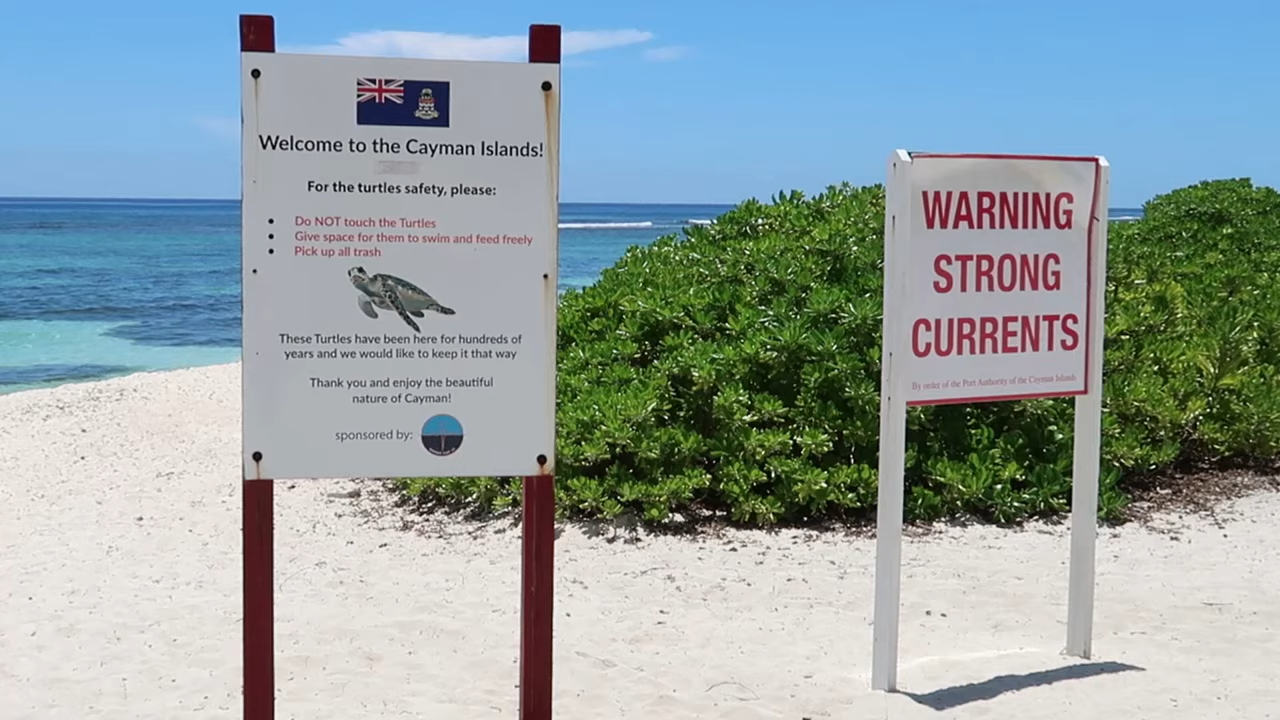 Welcome to the Cayman Islands!
For the turtles safety, please:
• Do NOT touch the Turtles
• Give space for them to swim and feed freely
• Pick up all trash
These Turtles have been here for hundreds of
years and we would like to keep it that way
Thank you and enjoy the beautiful
nature of Cayman!
sponsored by:
WARNING
STRONG
CURRENTS
By order of the Port Authority of the Cayman Islands